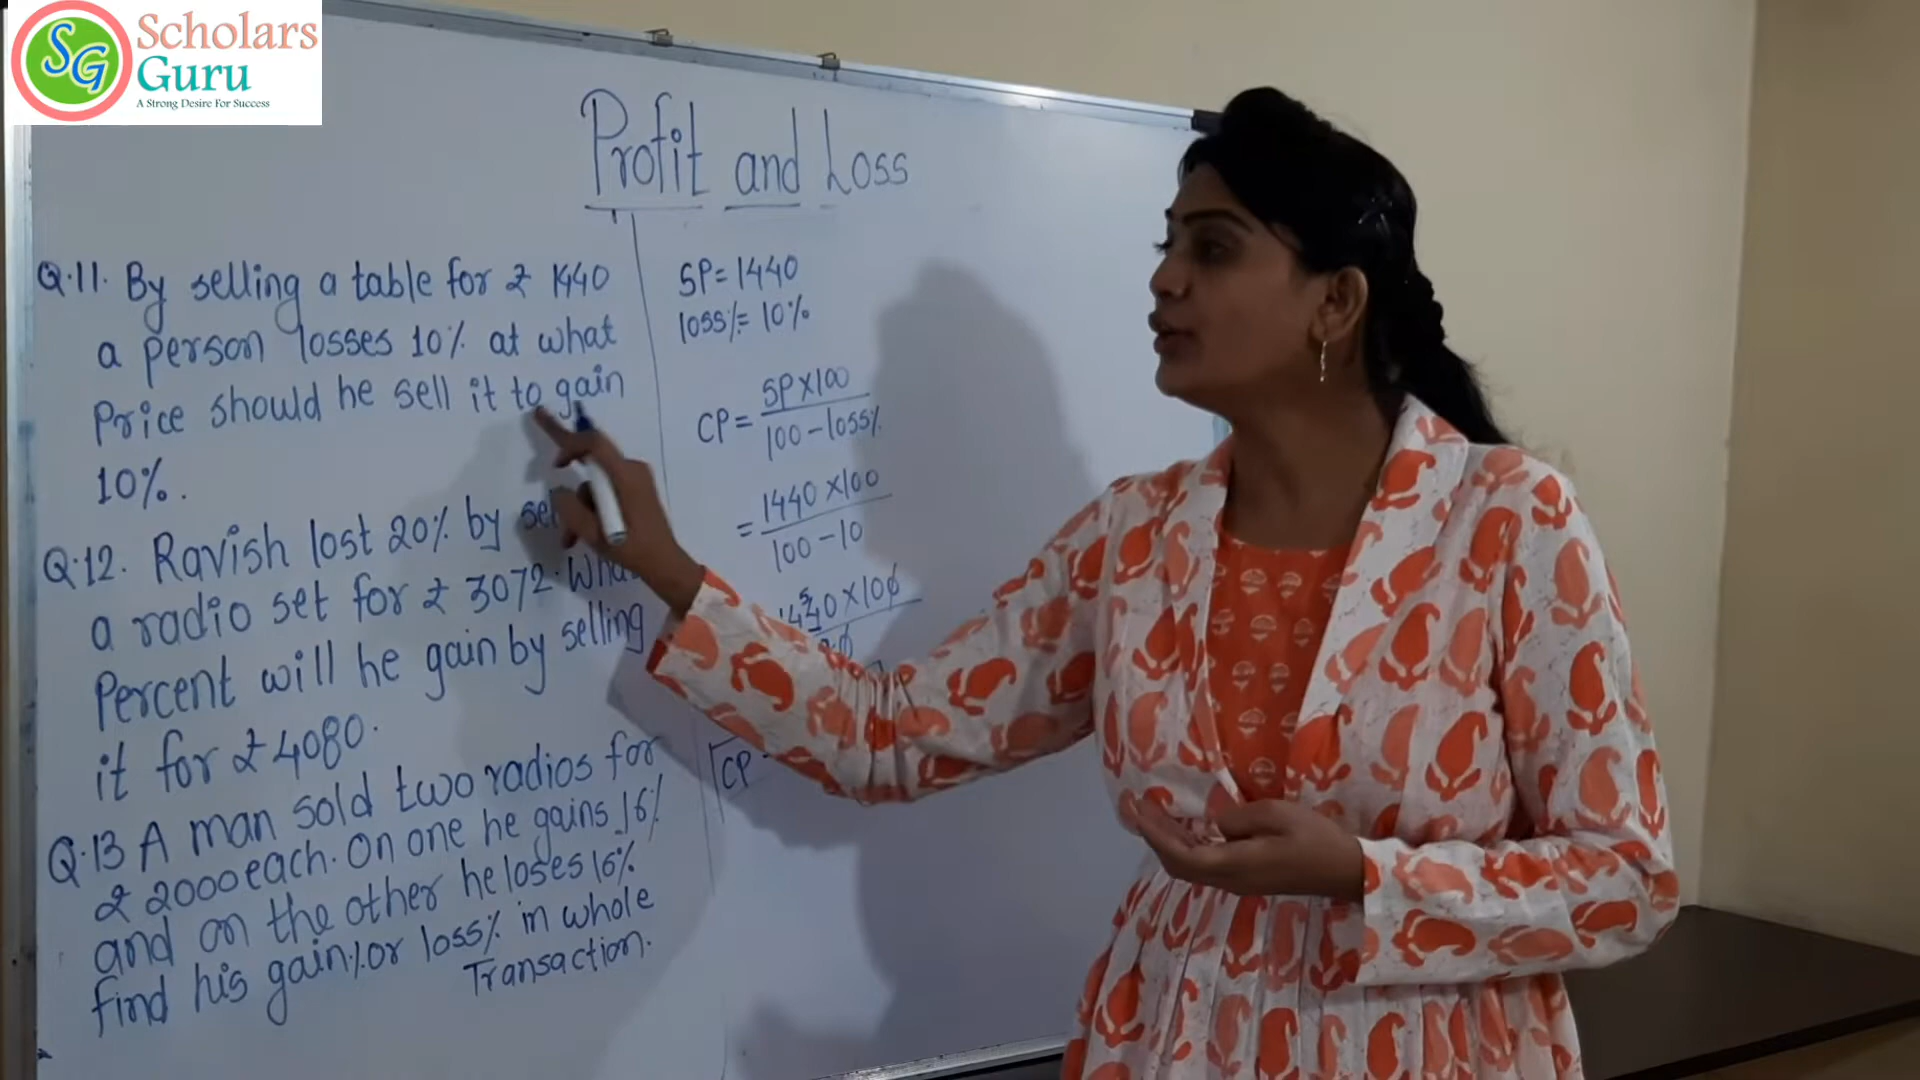 Scholars
Guru
A Strong Desire For Success
SG
Profit and Loss
Q.11. By selling a table for ₹ 1440
a person losses 10% at what
Price should he sell it to gain
10%.
Q.12. Ravish lost 20% by
a radio set for ₹ 3072.
Percent will he gain by selling
it for ₹ 4080.
Q.13 A man sold two radios for
₹ 2000 each. On one he gains 16%
and on the other he loses 16%
find his gain% or loss% in whole
Transaction.
SP = 1440
loss% = 10%
CP = SP×100
100 - loss%
= 1440 ×100
100 - 10
5
40 ×100
CP